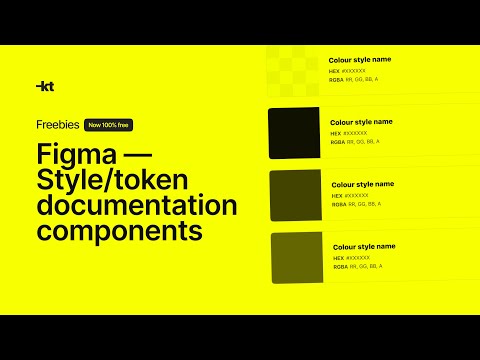 -kt
Freebies
Now 100% free
Figma —
Style/token
documentation
components
Colour style name
HEX #XXXXXX
RGBA RR, GG, BB, A
Colour style name
HEX #XXXXXX
RGBA RR, GG, BB, A
Colour style name
HEX #XXXXXX
RGBA RR, GG, BB, A
Colour style name
HEX #XXXXXX
RGBA RR, GG, BB, A